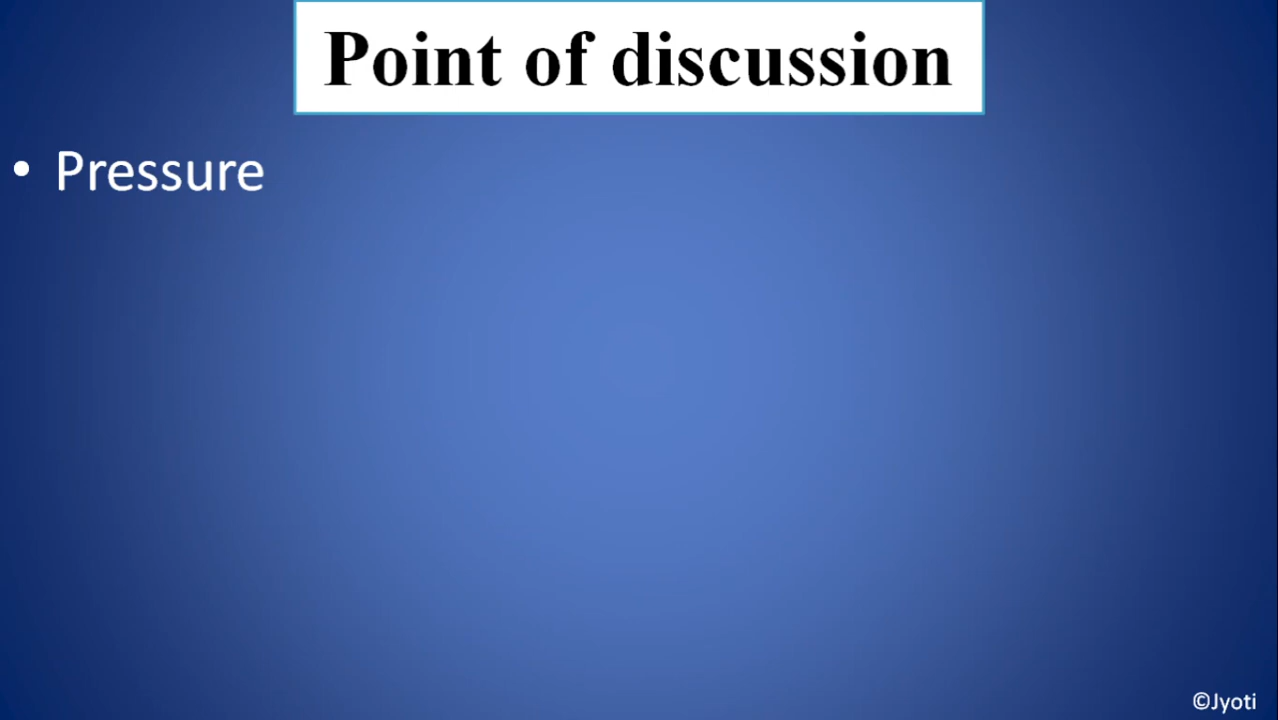 Point of discussion
• Pressure
©Jyoti